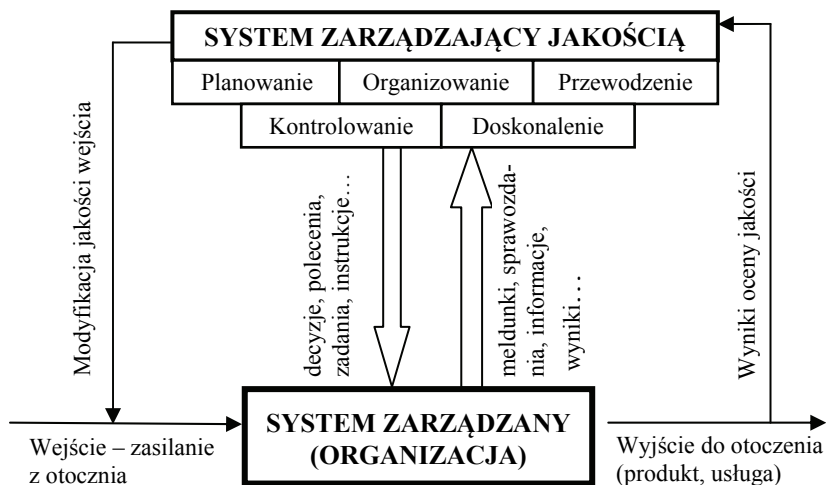 SYSTEM ZARZĄDZAJĄCY JAKOŚCIĄ
Planowanie
Organizowanie
Przewodzenie
Kontrolowanie
Doskonalenie
Modyfikacja jakości wejścia
decyzje, polecenia,
zadania, instrukcje…
meldunki, sprawozda-
nia, informacje,
wyniki…
Wyniki oceny jakości
SYSTEM ZARZĄDZANY
(ORGANIZACJA)
Wejście – zasilanie
z otocznia
Wyjście do otoczenia
(produkt, usługa)